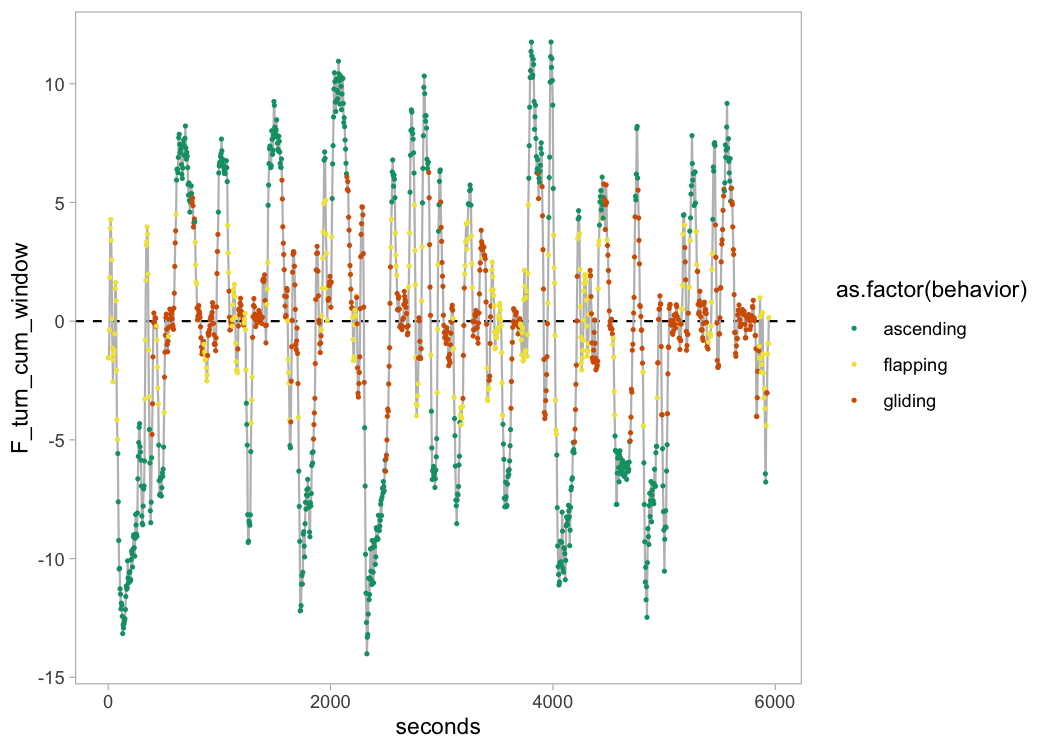 F_turn_cum_window
10
5
0
-5
-10
-15
0 2000 4000 6000
seconds
as.factor(behavior)
ascending
flapping
gliding